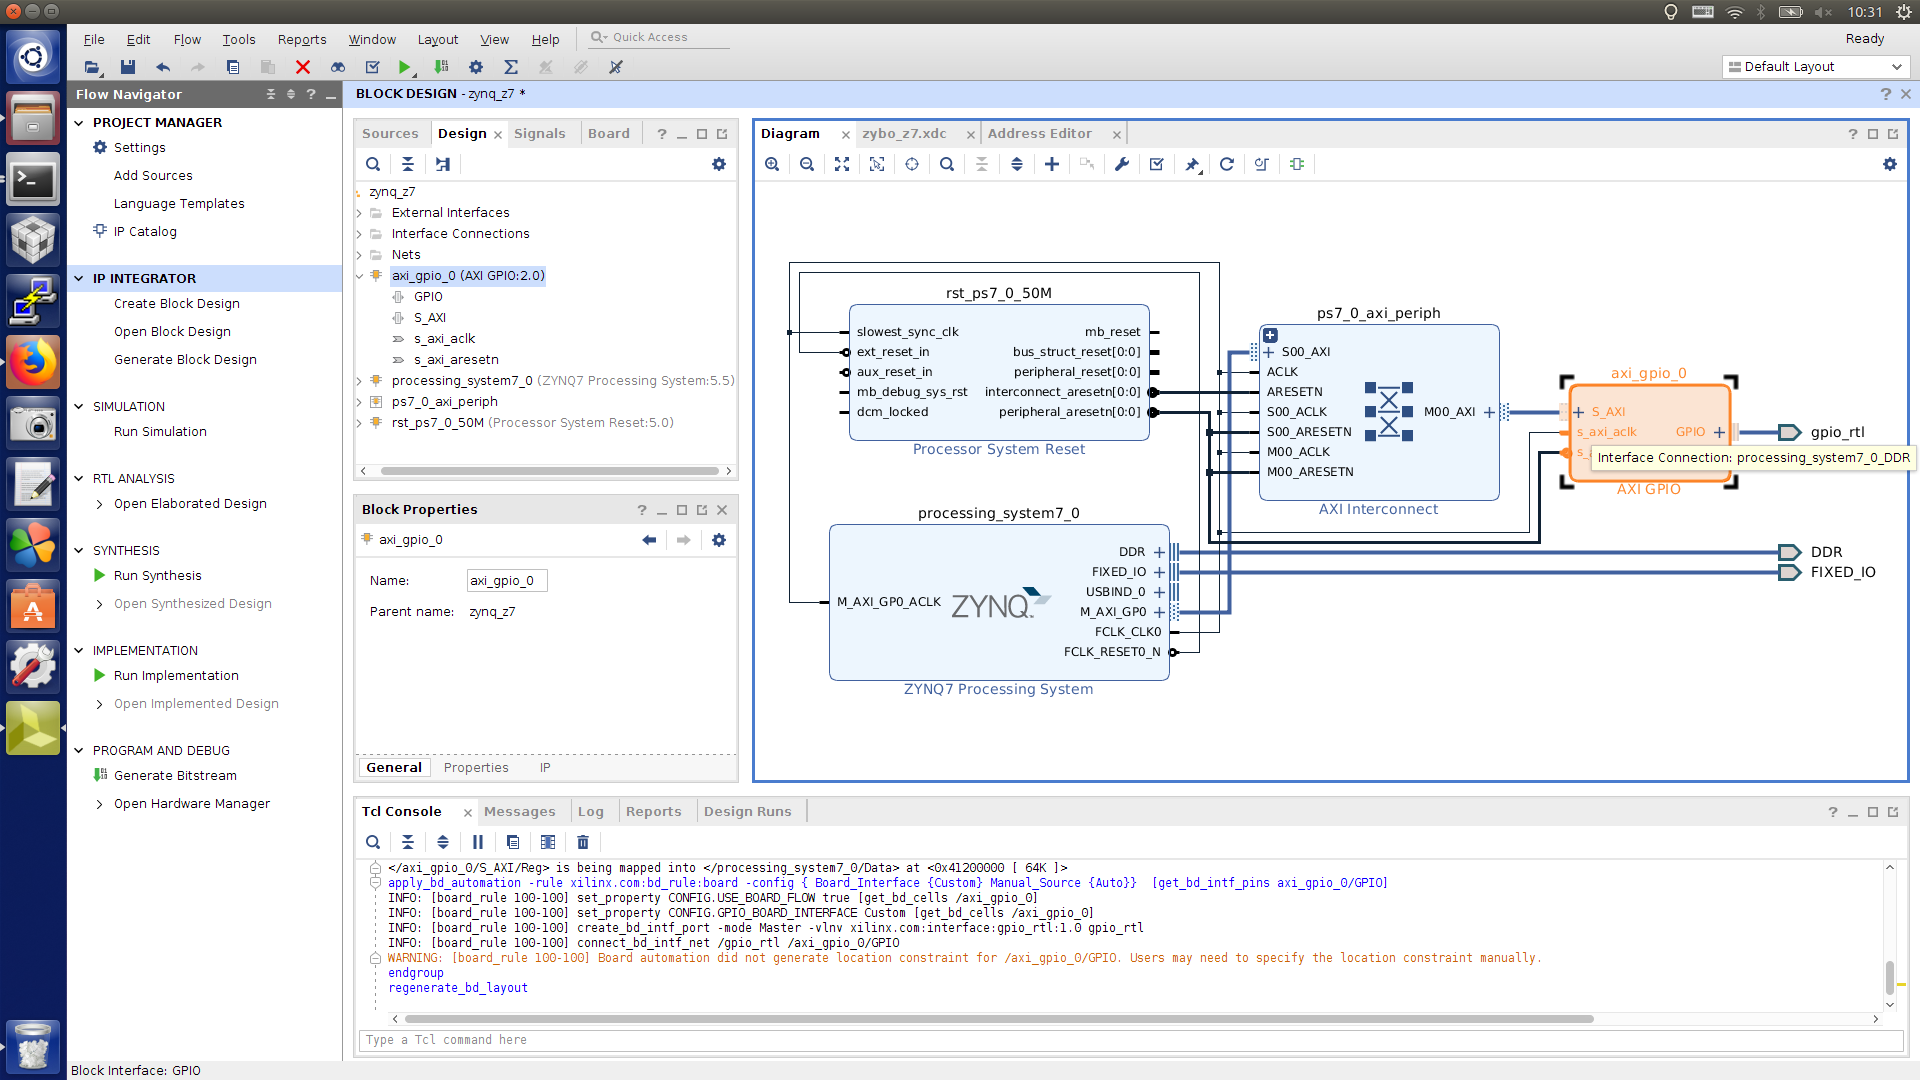 10:31
File Edit Flow Tools Reports Window Layout View Help Quick Access Ready
Default Layout
Flow Navigator
PROJECT MANAGER
Settings
Add Sources
Language Templates
IP Catalog
IP INTEGRATOR
Create Block Design
Open Block Design
Generate Block Design
SIMULATION
Run Simulation
RTL ANALYSIS
Open Elaborated Design
SYNTHESIS
Run Synthesis
Open Synthesized Design
IMPLEMENTATION
Run Implementation
Open Implemented Design
PROGRAM AND DEBUG
Generate Bitstream
Open Hardware Manager
BLOCK DESIGN - zynq_z7 *
Sources Design Signals Board
zynq_z7
External Interfaces
Interface Connections
Nets
axi_gpio_0 (AXI GPIO:2.0)
GPIO
S_AXI
s_axi_aclk
s_axi_aresetn
processing_system7_0 (ZYNQ7 Processing System:5.5)
ps7_0_axi_periph
rst_ps7_0_50M (Processor System Reset:5.0)
Block Properties
axi_gpio_0
Name: axi_gpio_0
Parent name: zynq_z7
General Properties IP
Diagram zybo_z7.xdc Address Editor
rst_ps7_0_50M
slowest_sync_clk mb_reset
ext_reset_in bus_struct_reset[0:0]
aux_reset_in peripheral_reset[0:0]
mb_debug_sys_rst interconnect_aresetn[0:0]
dcm_locked peripheral_aresetn[0:0]
Processor System Reset
ps7_0_axi_periph
S00_AXI
ACLK
ARESETN
S00_ACLK M00_AXI
S00_ARESETN
M00_ACLK
M00_ARESETN
AXI Interconnect
axi_gpio_0
S_AXI
s_axi_aclk GPIO
Interface Connection: processing_system7_0_DDR
AXI GPIO
gpio_rtl
processing_system7_0
DDR
FIXED_IO
USBIND_0
M_AXI_GP0_ACLK ZYNQ M_AXI_GP0
FCLK_CLK0
FCLK_RESET0_N
ZYNQ7 Processing System
DDR
FIXED_IO
Tcl Console Messages Log Reports Design Runs
</axi_gpio_0/S_AXI/Reg> is being mapped into </processing_system7_0/Data> at <0x41200000 [ 64K ]>
apply_bd_automation -rule xilinx.com:bd_rule:board -config { Board_Interface {Custom} Manual_Source {Auto}}  [get_bd_intf_pins axi_gpio_0/GPIO]
INFO: [board_rule 100-100] set_property CONFIG.USE_BOARD_FLOW true [get_bd_cells /axi_gpio_0]
INFO: [board_rule 100-100] set_property CONFIG.GPIO_BOARD_INTERFACE Custom [get_bd_cells /axi_gpio_0]
INFO: [board_rule 100-100] create_bd_intf_port -mode Master -vlnv xilinx.com:interface:gpio_rtl:1.0 gpio_rtl
INFO: [board_rule 100-100] connect_bd_intf_net /gpio_rtl /axi_gpio_0/GPIO
WARNING: [board_rule 100-100] Board automation did not generate location constraint for /axi_gpio_0/GPIO. Users may need to specify the location constraint manually.
endgroup
regenerate_bd_layout
Type a Tcl command here
Block Interface: GPIO